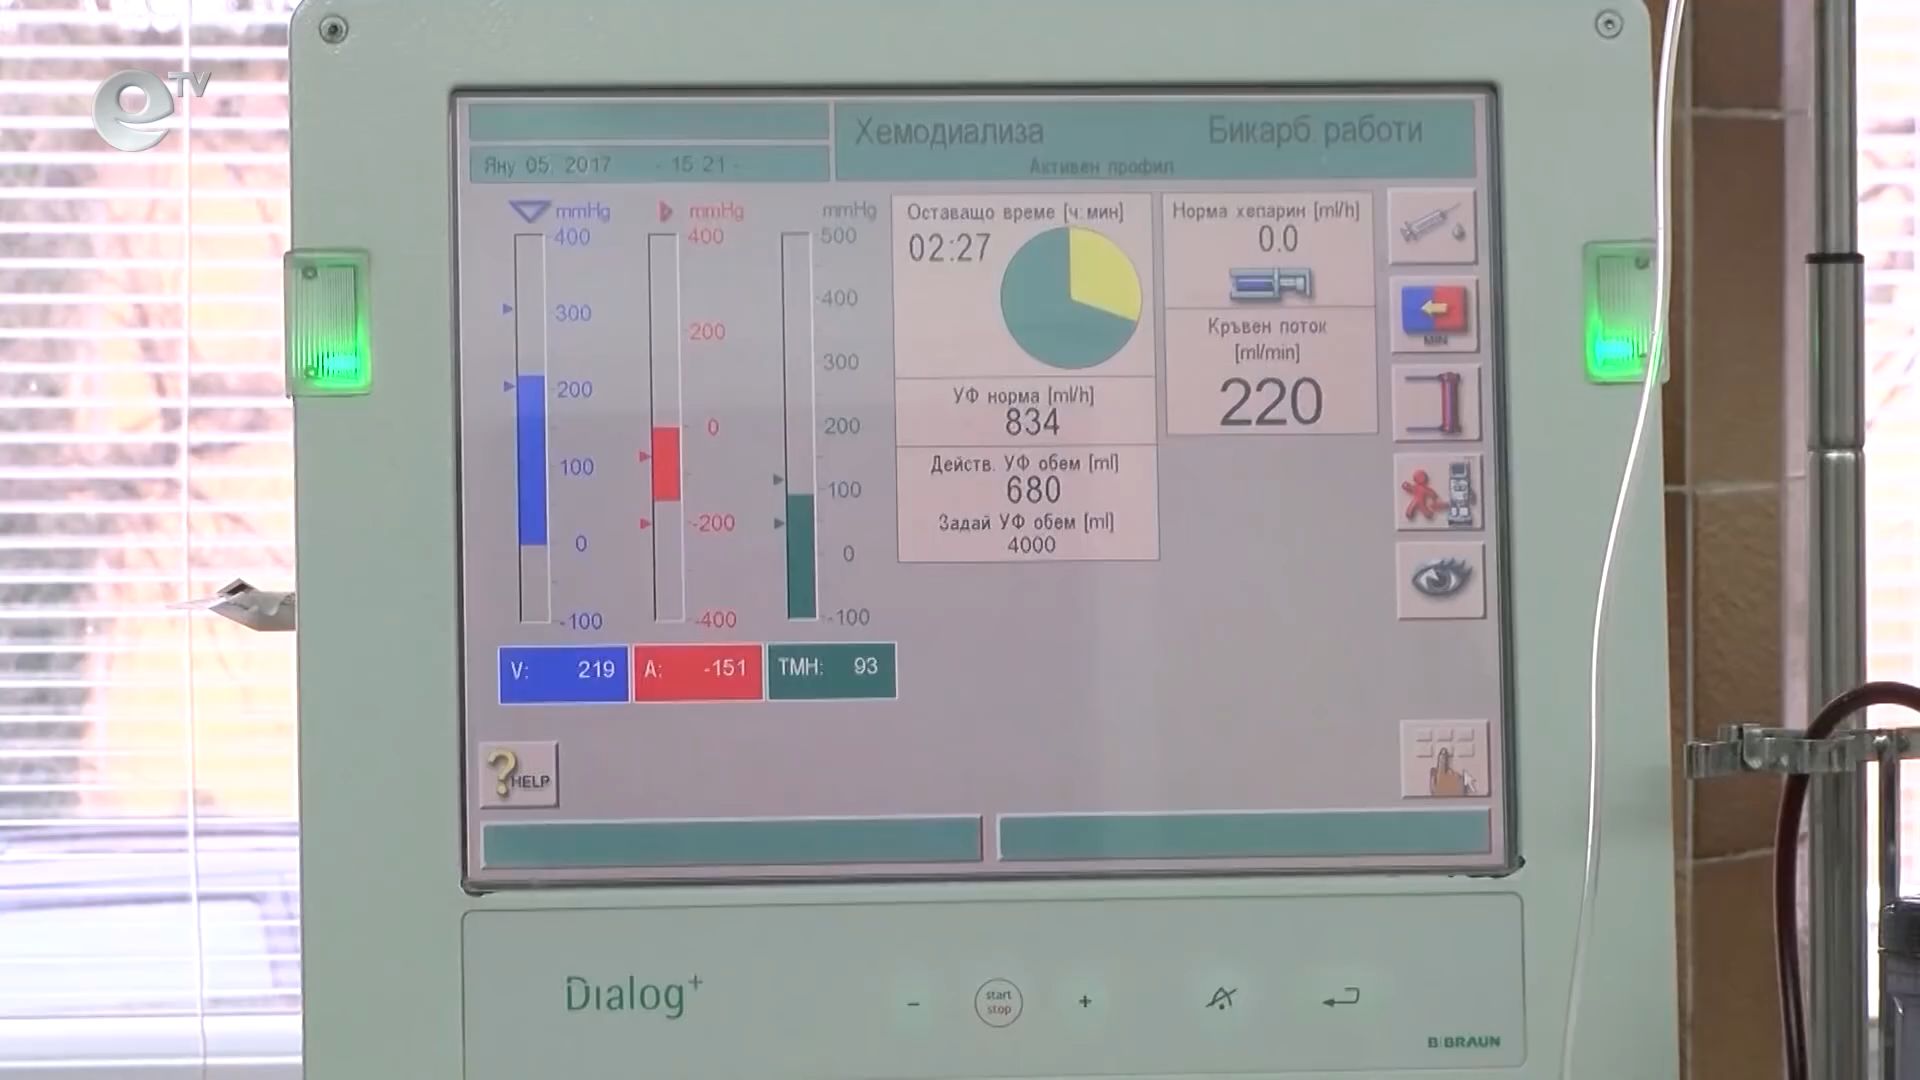 eTV
Хемодиализа
Бикарб работи
Яну 05, 2017 - 15 21 -
Активен профил
mmHg
400
300
200
100
0
-100
mmHg
400
200
0
-200
-400
mmHg
500
400
300
200
100
0
-100
Оставащо време [ч:мин]
02:27
УФ норма [ml/h]
834
Действ. УФ обем [ml]
680
Задай УФ обем [ml]
4000
Норма хепарин [ml/h]
0.0
Кръвен поток
[ml/min]
220
MIN
V: 219
A: -151
ТМН: 93
? HELP
Dialog+
-
start
stop
+
B|BRAUN